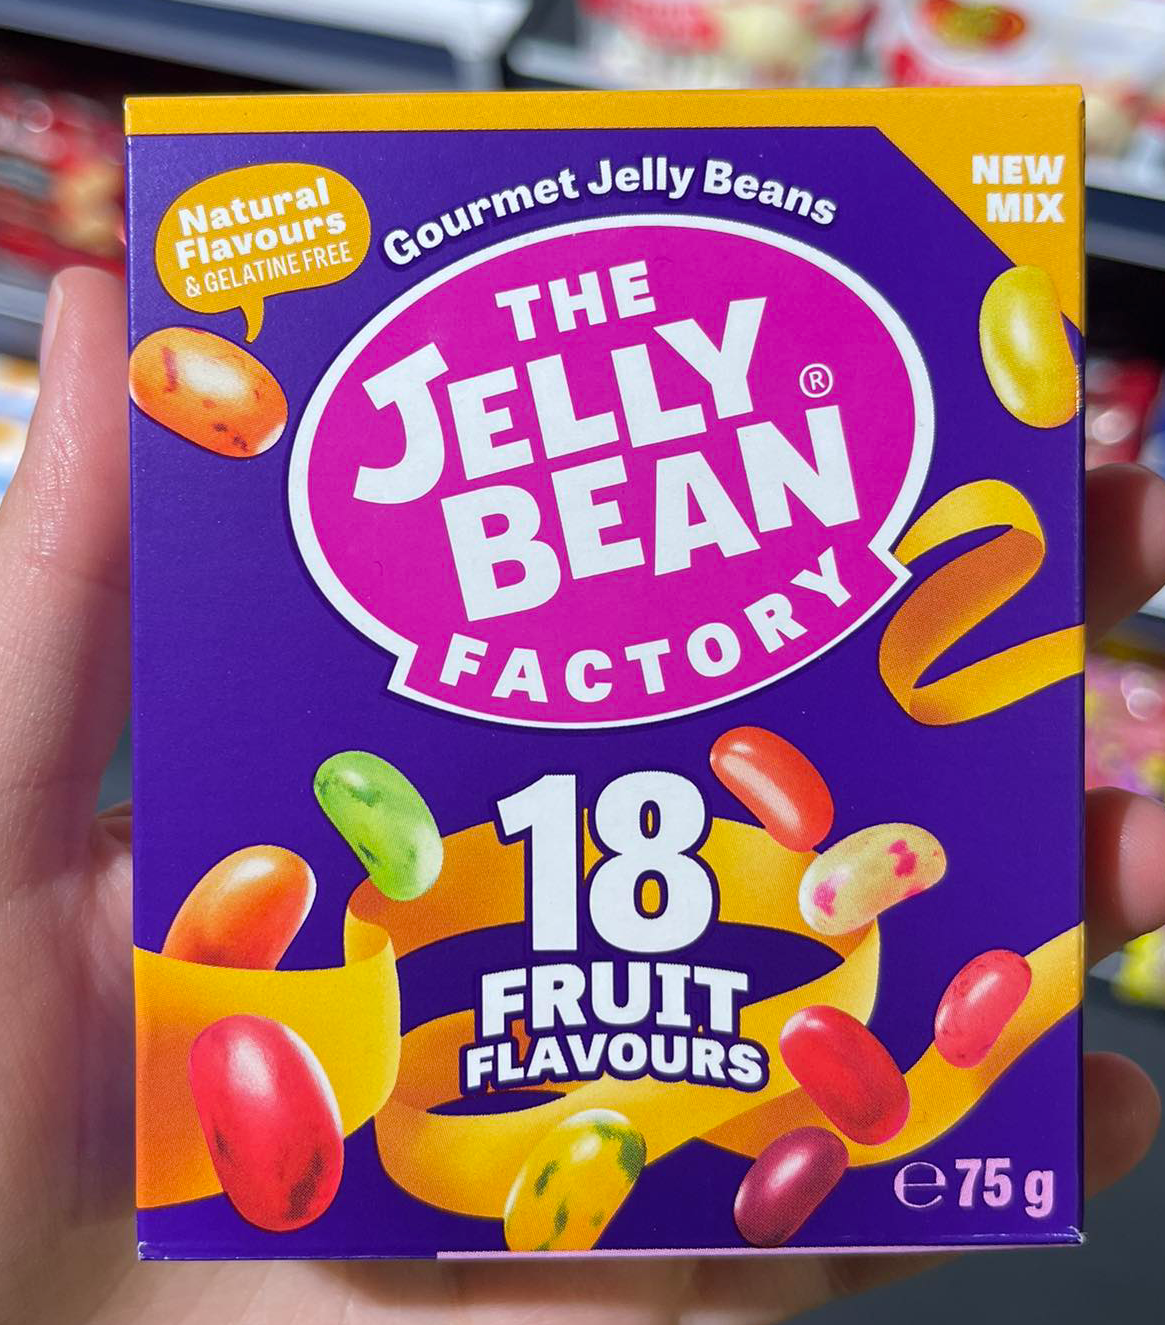 NEW
MIX
Natural
Flavours
& GELATINE FREE
Gourmet Jelly Beans
THE
JELLY
BEAN
®
FACTORY
18
FRUIT
FLAVOURS
℮ 75 g